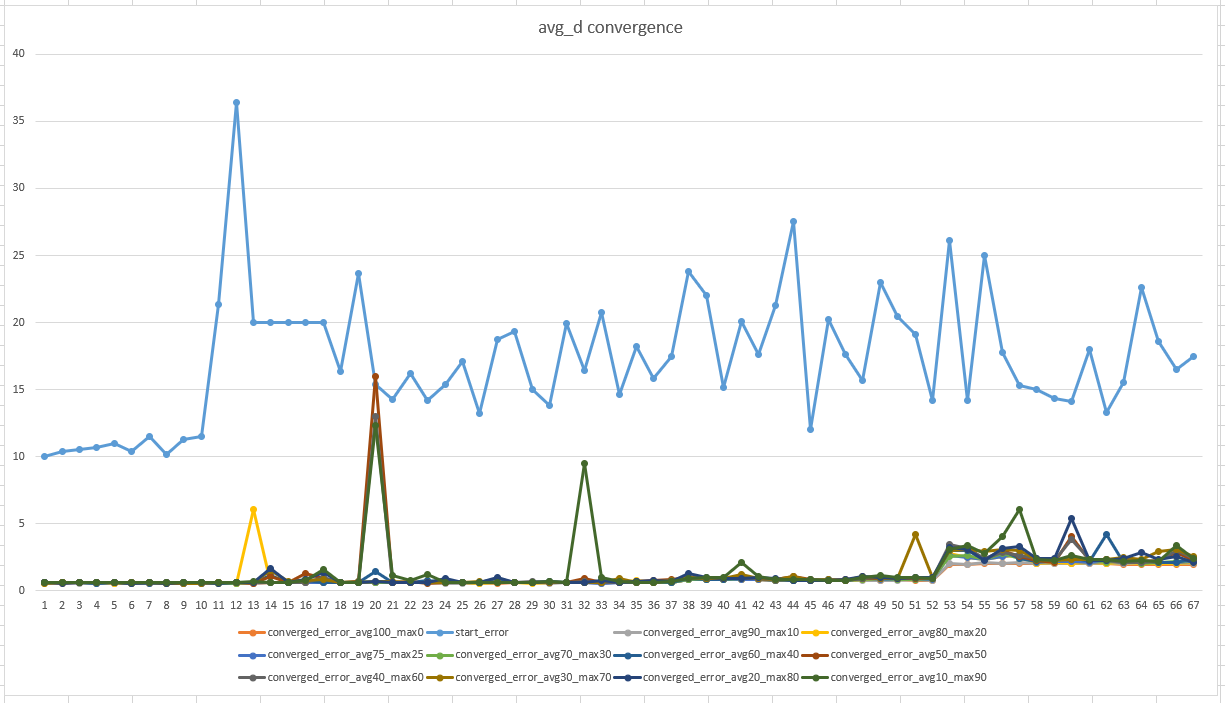 avg_d convergence
40
35
30
25
20
15
10
5
0
1 2 3 4 5 6 7 8 9 10 11 12 13 14 15 16 17 18 19 20 21 22 23 24 25 26 27 28 29 30 31 32 33 34 35 36 37 38 39 40 41 42 43 44 45 46 47 48 49 50 51 52 53 54 55 56 57 58 59 60 61 62 63 64 65 66 67
converged_error_avg100_max0 start_error converged_error_avg90_max10 converged_error_avg80_max20
converged_error_avg75_max25 converged_error_avg70_max30 converged_error_avg60_max40 converged_error_avg50_max50
converged_error_avg40_max60 converged_error_avg30_max70 converged_error_avg20_max80 converged_error_avg10_max90